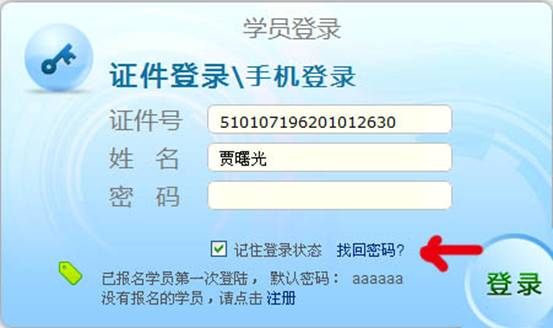 学员登录
证件登录\手机登录
证件号 510107196201012630
姓 名 贾曙光
密 码
记住登录状态 找回密码?
已报名学员第一次登陆, 默认密码: aaaaaa
没有报名的学员,请点击 注册
登录